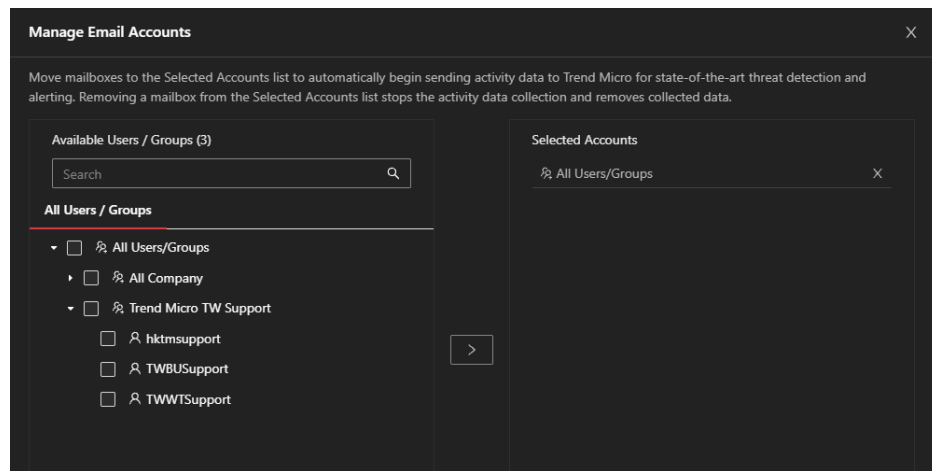 Manage Email Accounts
X
Move mailboxes to the Selected Accounts list to automatically begin sending activity data to Trend Micro for state-of-the-art threat detection and
alerting. Removing a mailbox from the Selected Accounts list stops the activity data collection and removes collected data.
Available Users / Groups (3)
Search
All Users / Groups
All Users/Groups
All Company
Trend Micro TW Support
hktmsupport
TWBUSupport
TWWTSupport
>
Selected Accounts
All Users/Groups
X